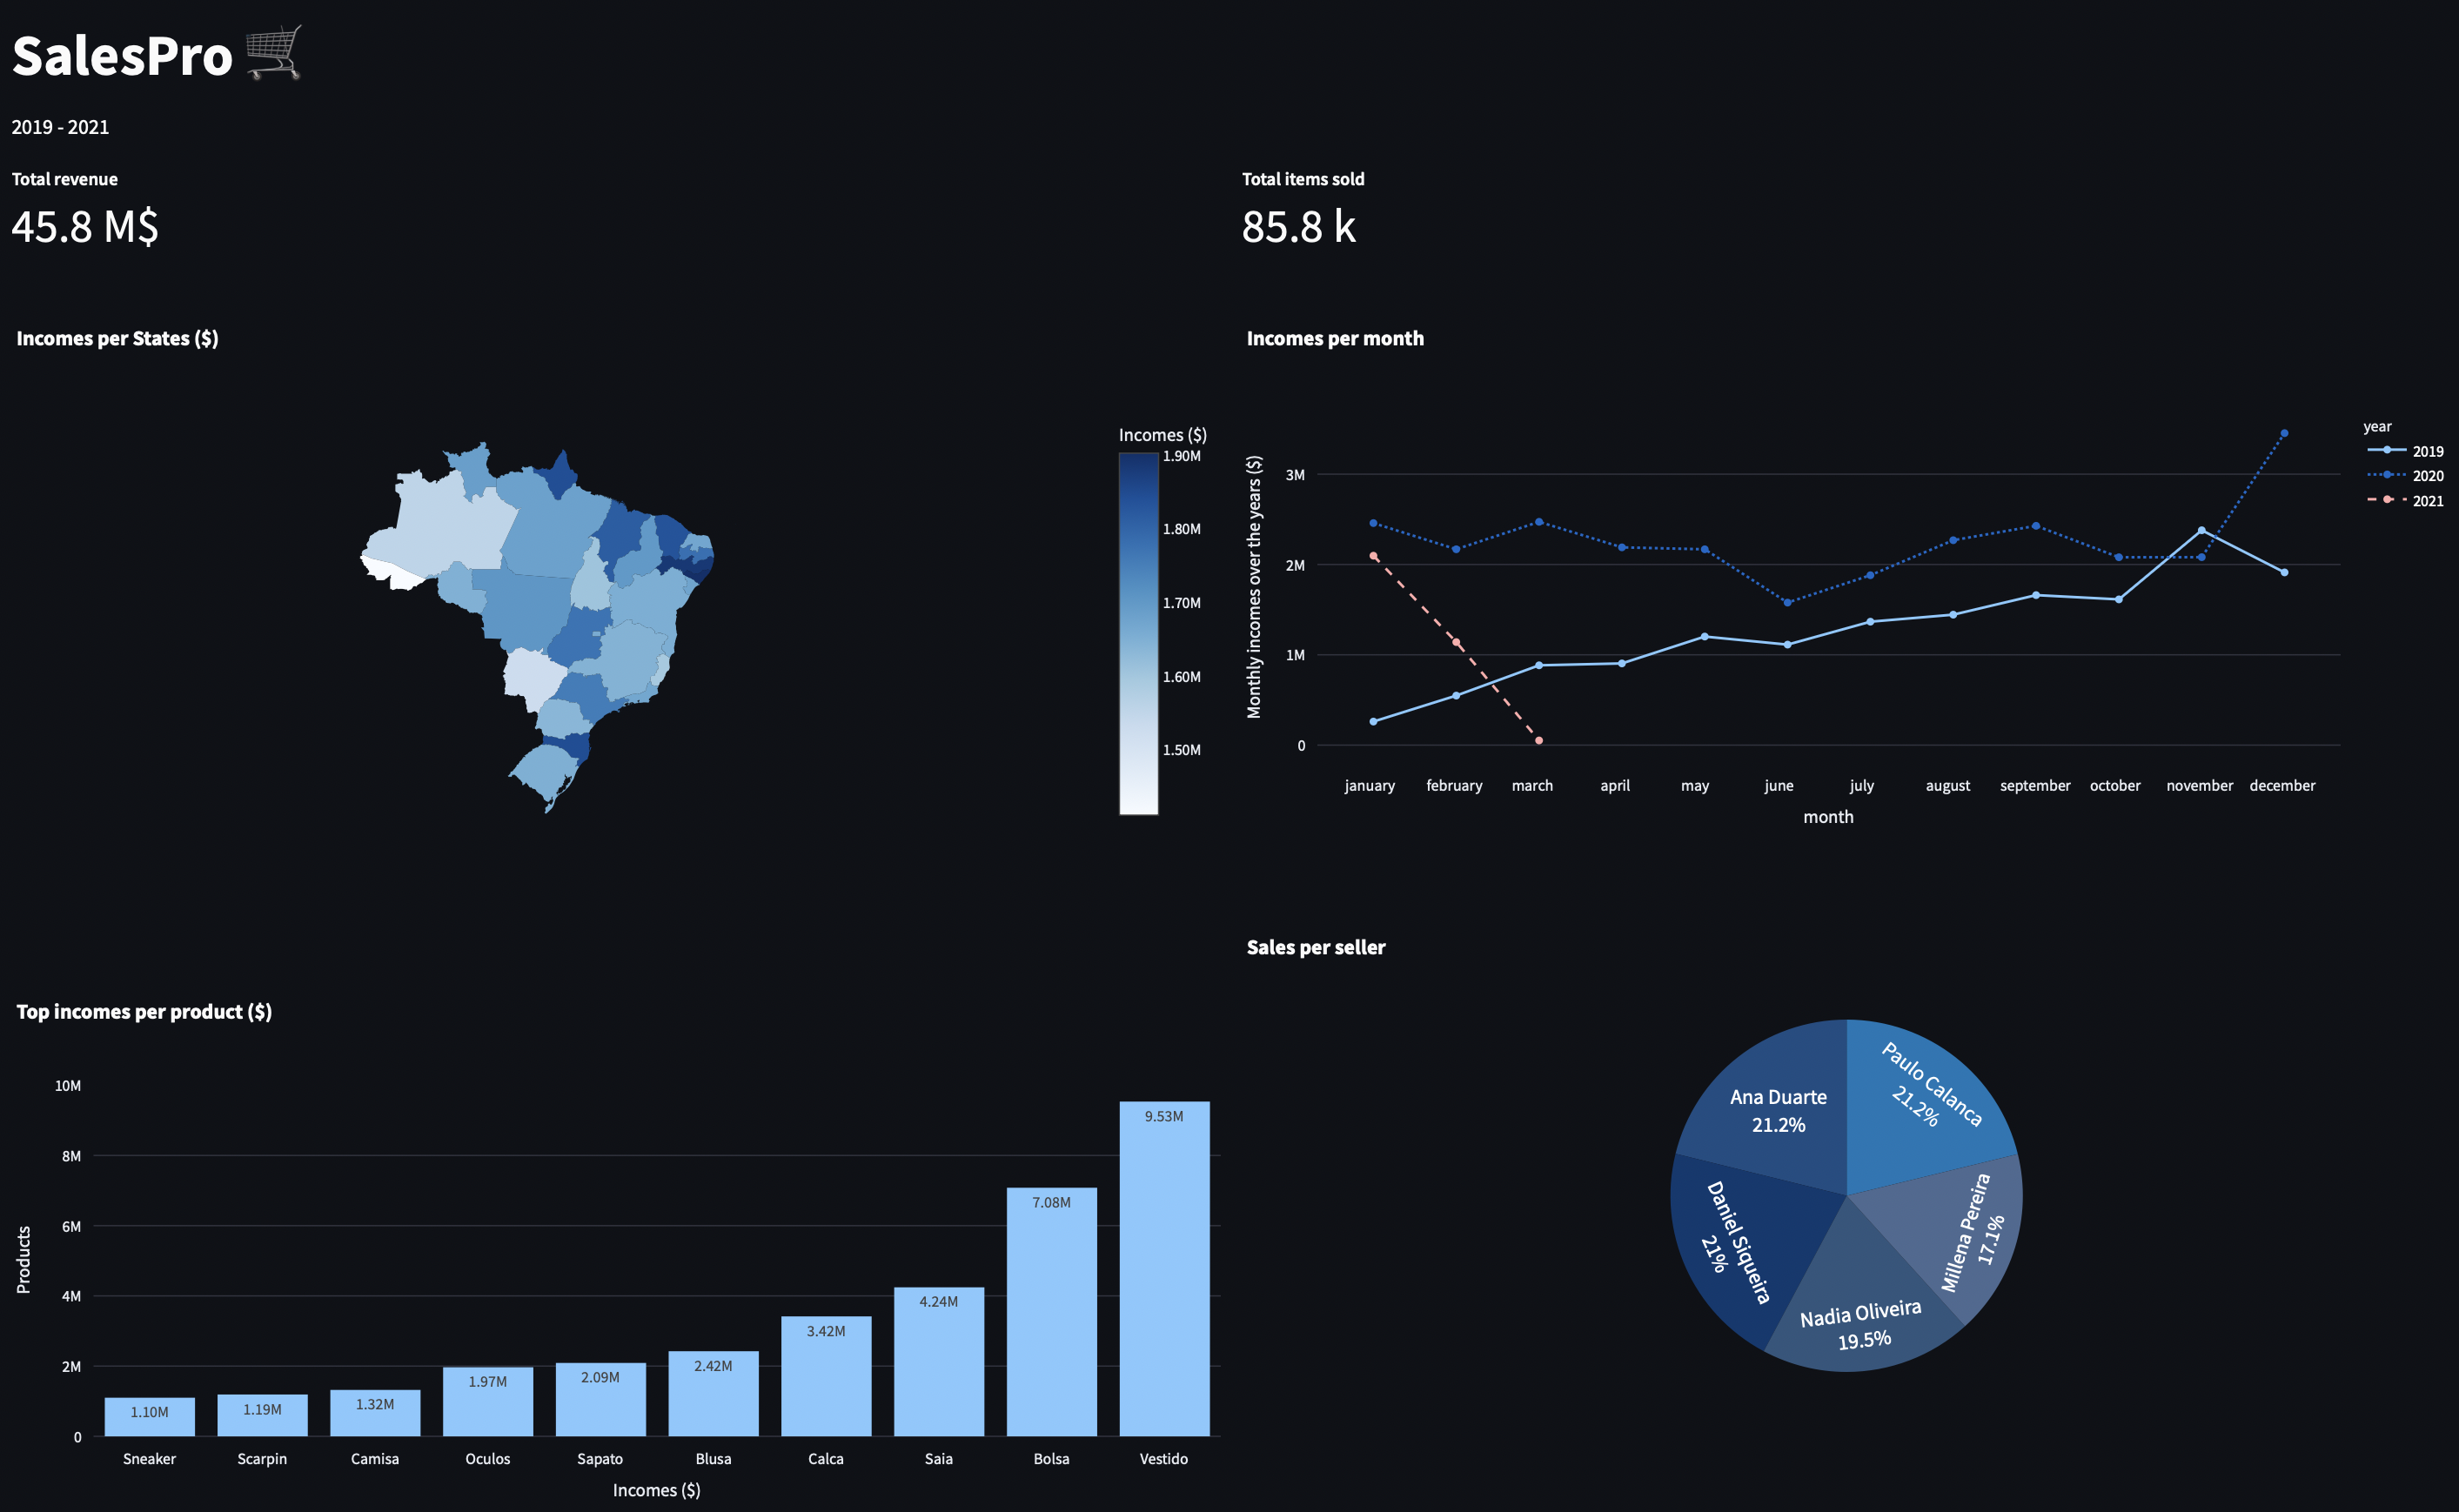 SalesPro
2019 - 2021
Total revenue
45.8 M$
Total items sold
85.8 k
Incomes per States ($)
Incomes ($)
1.90M
1.80M
1.70M
1.60M
1.50M
Incomes per month
Monthly incomes over the years ($)
3M
2M
1M
0
january february march april may june july august september october november december
month
year
2019
2020
2021
Top incomes per product ($)
Products
10M
8M
6M
4M
2M
0
1.10M
1.19M
1.32M
1.97M
2.09M
2.42M
3.42M
4.24M
7.08M
9.53M
Sneaker Scarpin Camisa Oculos Sapato Blusa Calca Saia Bolsa Vestido
Incomes ($)
Sales per seller
Paulo Calanca
21.2%
Millena Pereira
17.1%
Nadia Oliveira
19.5%
Daniel Siqueira
21%
Ana Duarte
21.2%